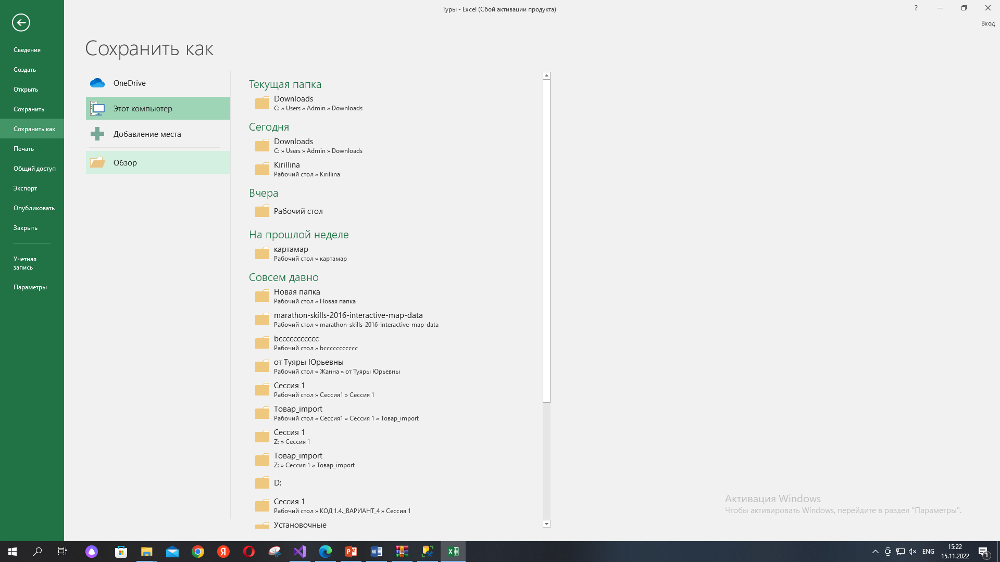 Туры - Excel (Сбой активации продукта)
?
Вход
Сведения
Создать
Открыть
Сохранить
Сохранить как
Печать
Общий доступ
Экспорт
Опубликовать
Закрыть
Учетная
запись
Параметры
Сохранить как
OneDrive
Этот компьютер
Добавление места
Обзор
Текущая папка
Downloads
C: » Users » Admin » Downloads
Сегодня
Downloads
C: » Users » Admin » Downloads
Kirillina
Рабочий стол » Kirillina
Вчера
Рабочий стол
На прошлой неделе
картамар
Рабочий стол » картамар
Совсем давно
Новая папка
Рабочий стол » Новая папка
marathon-skills-2016-interactive-map-data
Рабочий стол » marathon-skills-2016-interactive-map-data
bccccccccccc
Рабочий стол » bccccccccccc
от Туяры Юрьевны
Рабочий стол » Жанна » от Туяры Юрьевны
Сессия 1
Рабочий стол » Сессия1 » Сессия 1
Товар_import
Рабочий стол » Сессия1 » Сессия 1 » Товар_import
Сессия 1
Z: » Сессия 1
Товар_import
Z: » Сессия 1 » Товар_import
D:
Сессия 1
Рабочий стол » КОД 1.4._ВАРИАНТ_4 » Сессия 1
Установочные
Активация Windows
Чтобы активировать Windows, перейдите в раздел "Параметры".
ENG
15:22
15.11.2022
1